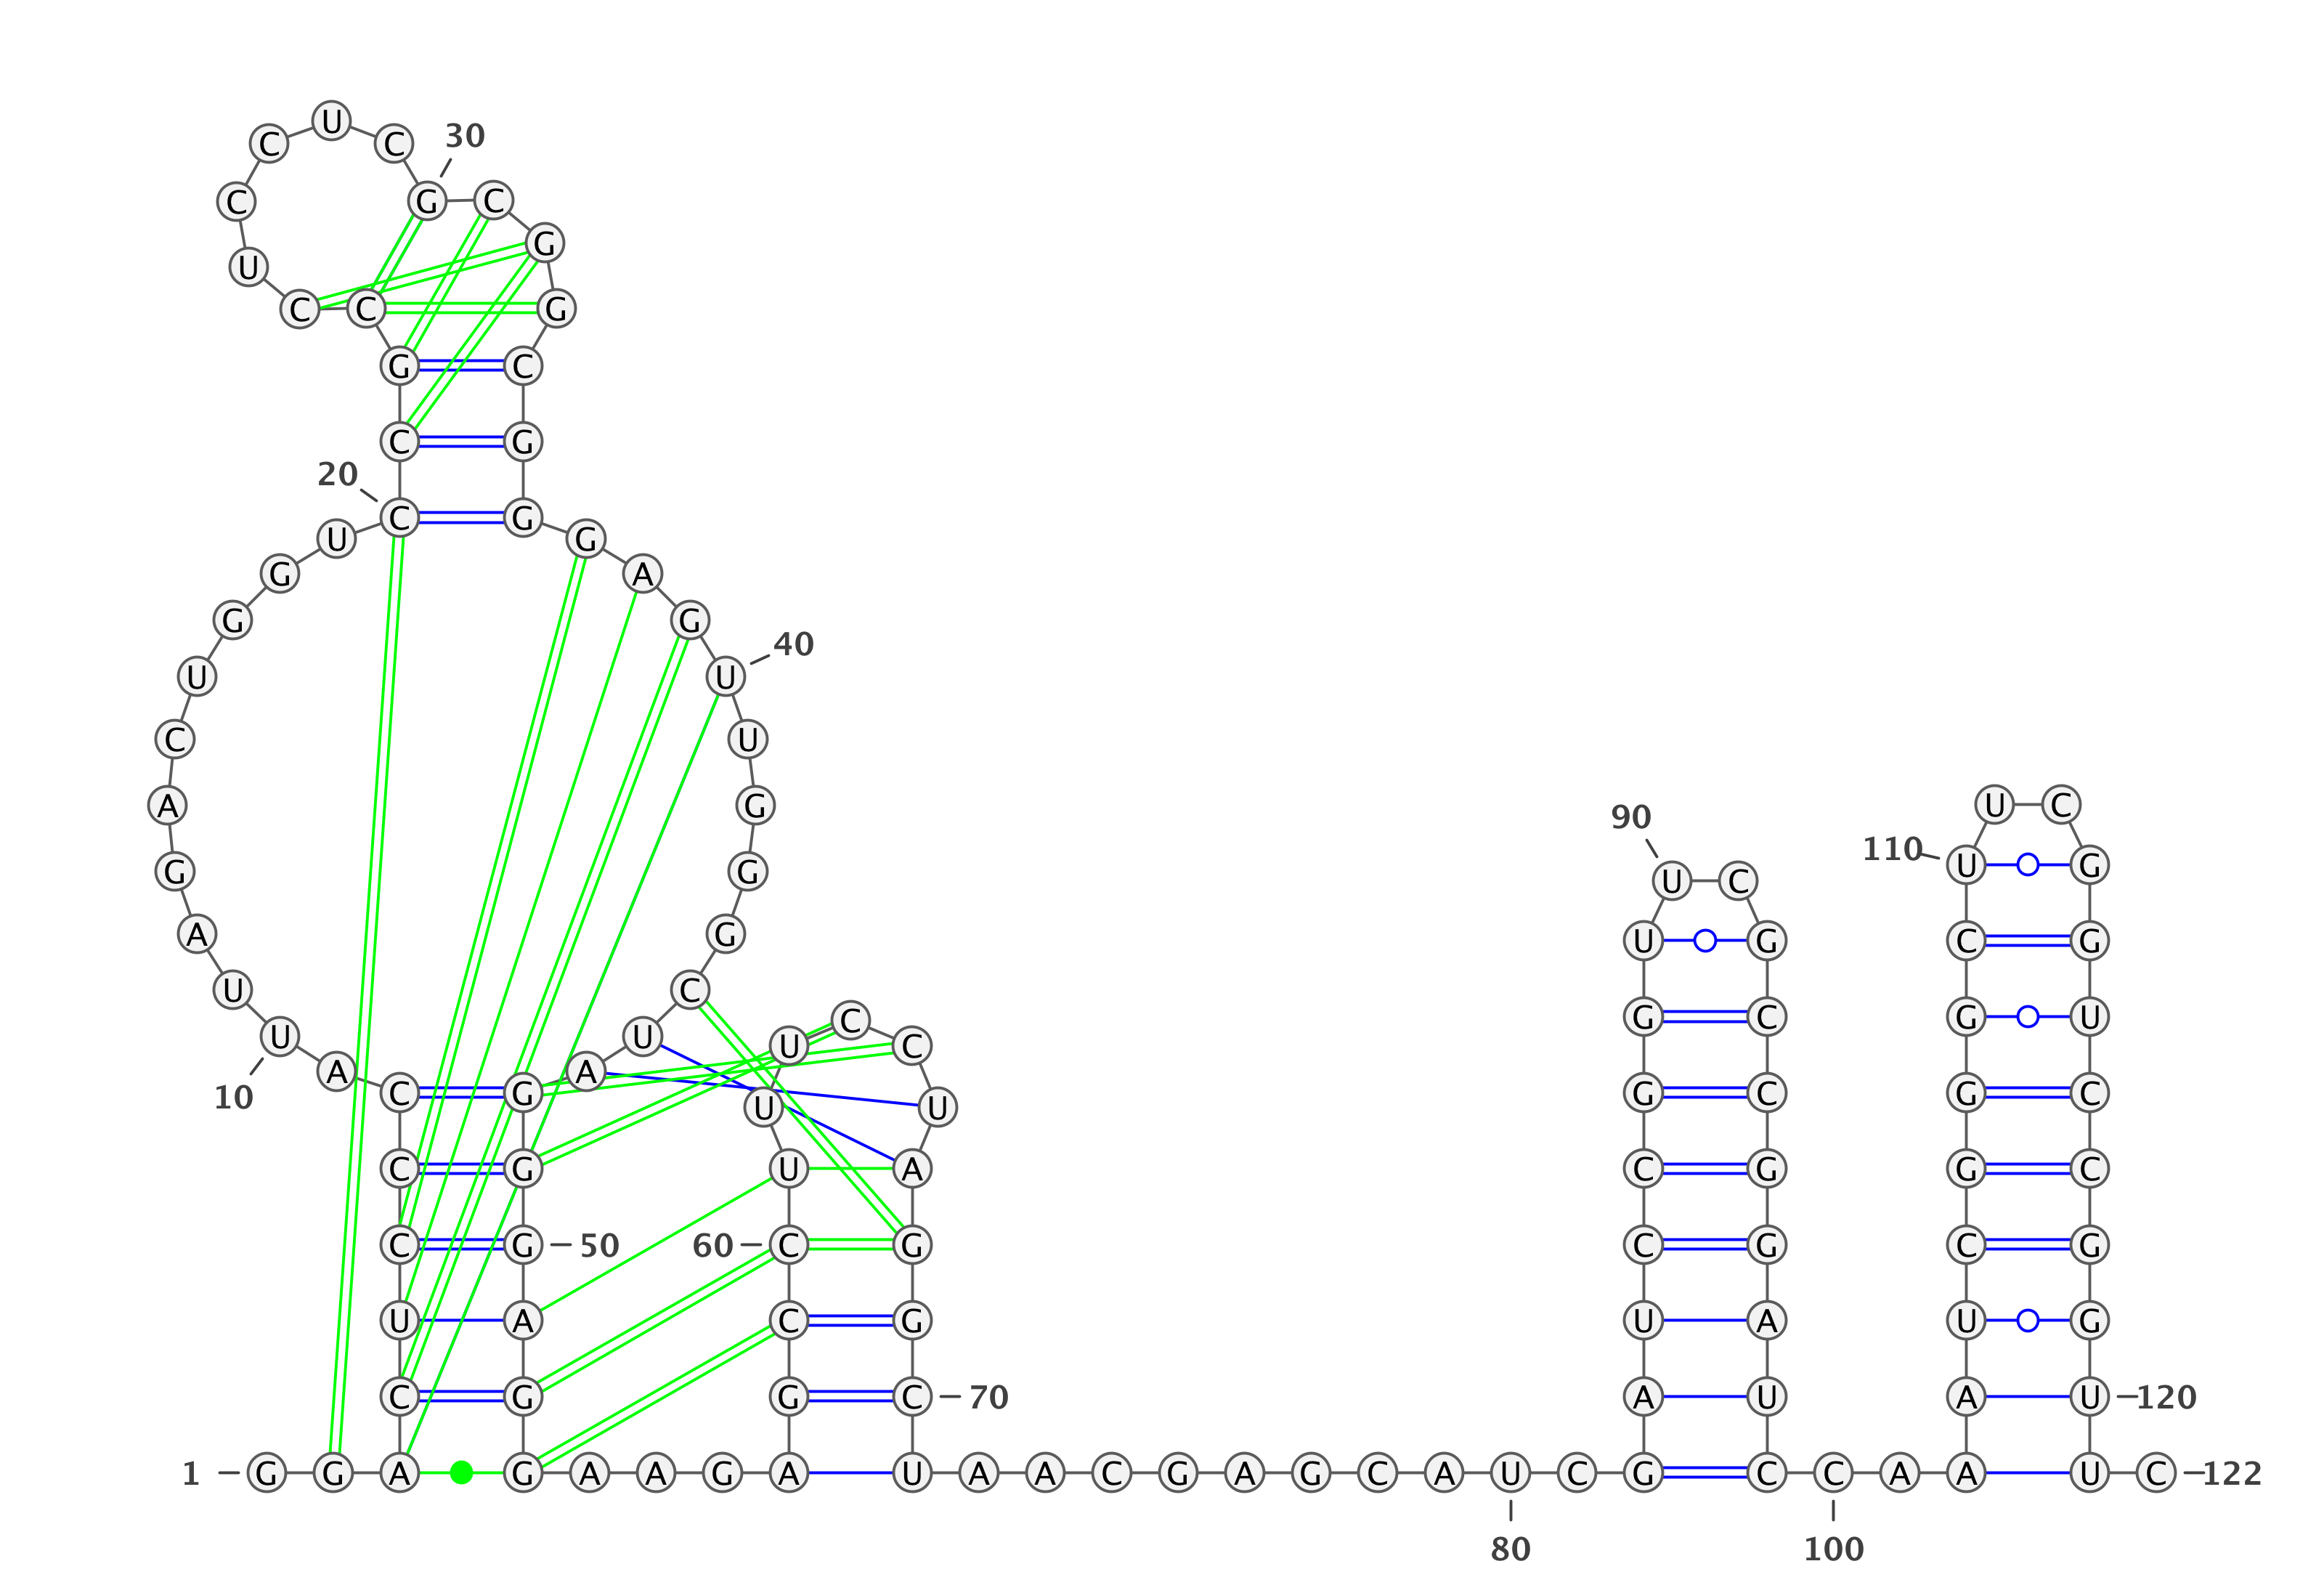 U
30
C C
C G C
G
U
C C G
G C
C G
20
C G
U G
G A
G G
40
U U
C U
A G U C
90
110
U G
G G
U C
A G
U G C G
U C
G C G U
C
U U
U C
A A
C G G C G C
10
U U
C G U A C G G C
C G 50 60 C G C G C G
U A C G U A U G
C G G C 70 A U A U 120
1 G G A G A A G A U A A C G A G C A U C G C C A A U C 122
80 100